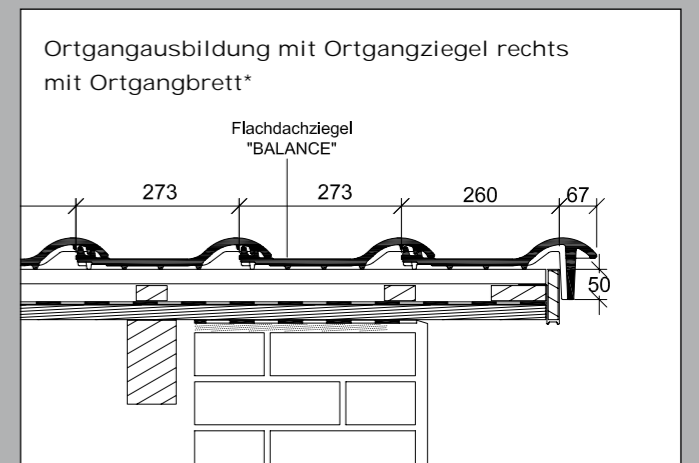 Ortgangausbildung mit Ortgangziegel rechts
mit Ortgangbrett*
Flachdachziegel
"BALANCE"
273
273
260
67
50